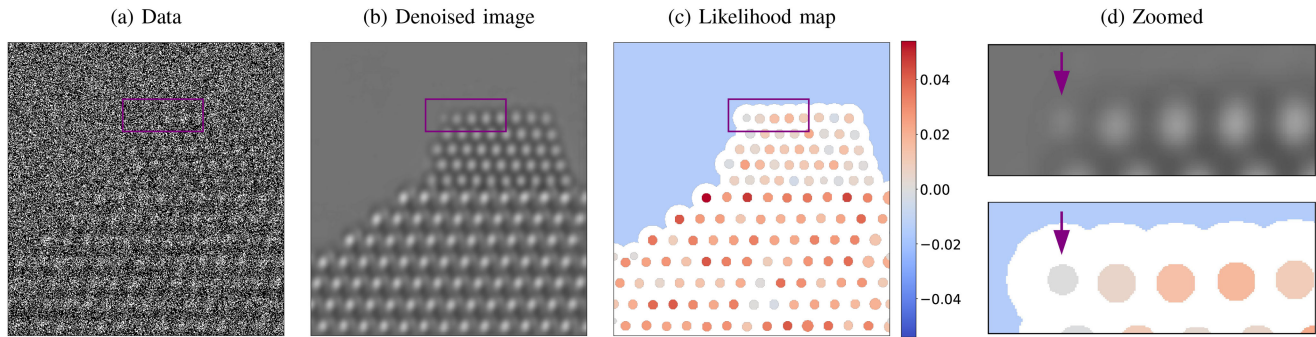 (a) Data
(b) Denoised image
(c) Likelihood map
(d) Zoomed
0.04
0.02
0.00
−0.02
−0.04